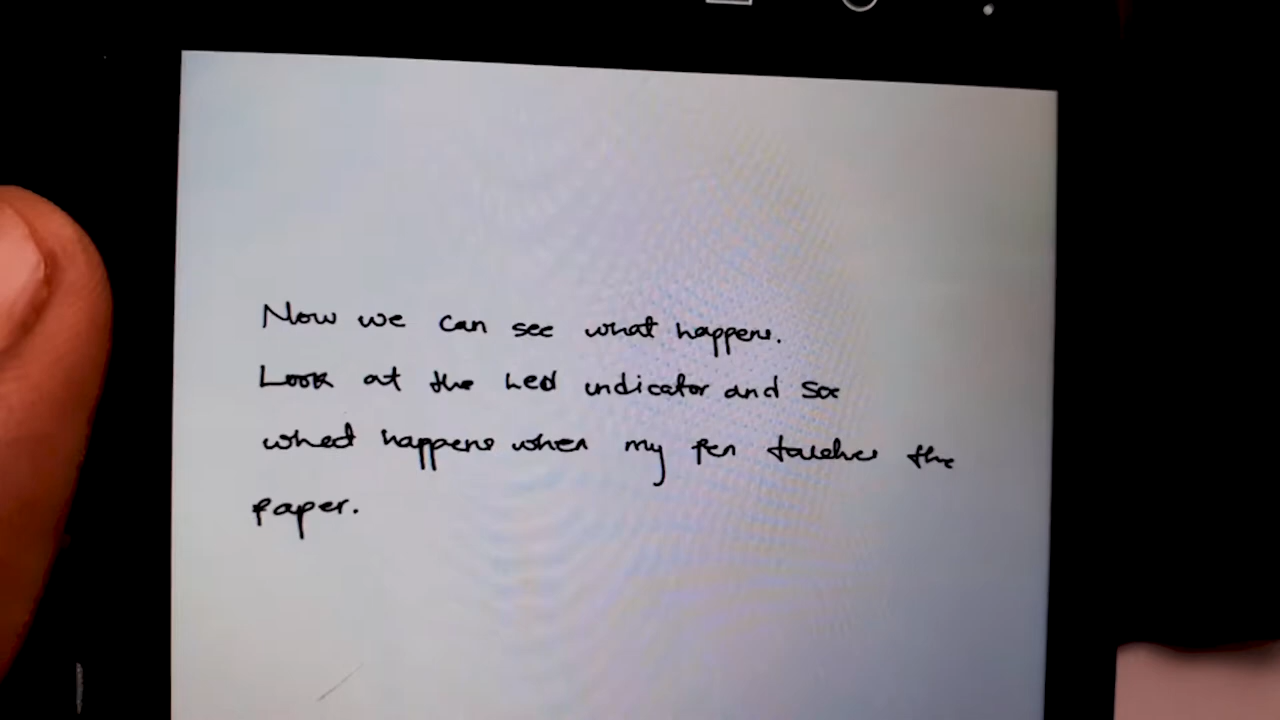 Now we can see what happens.
Look at the Led indicator and see
what happens when my pen touches the
paper.